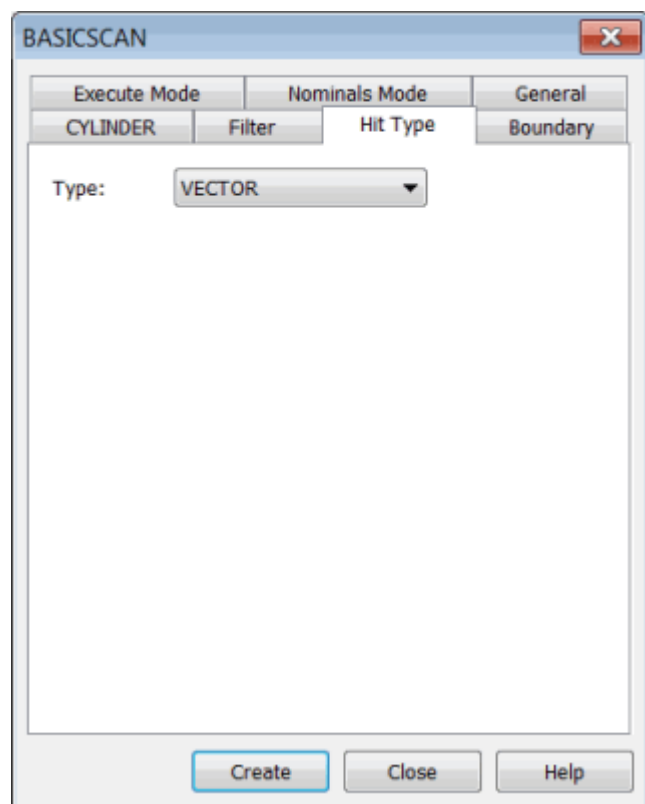 BASICSCAN
Execute Mode Nominals Mode General
CYLINDER Filter Hit Type Boundary
Type: VECTOR
Create Close Help